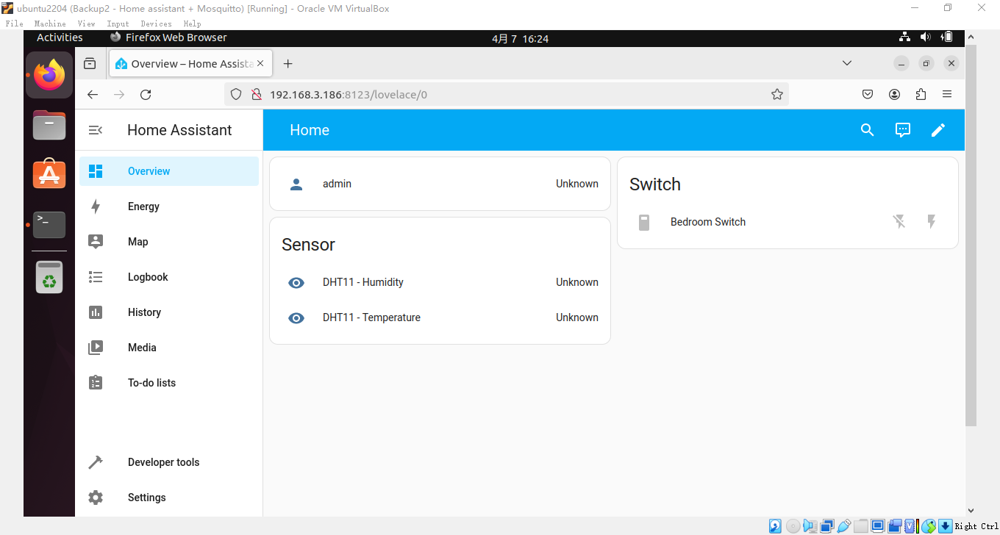 ubuntu2204 (Backup2 - Home assistant + Mosquitto) [Running] - Oracle VM VirtualBox
File Machine View Input Devices Help
Activities Firefox Web Browser 4月 7 16:24
Overview – Home Assista
192.168.3.186:8123/lovelace/0
Home Assistant
Overview
Energy
Map
Logbook
History
Media
To-do lists
Developer tools
Settings
Home
admin Unknown
Sensor
DHT11 - Humidity Unknown
DHT11 - Temperature Unknown
Switch
Bedroom Switch
Right Ctrl